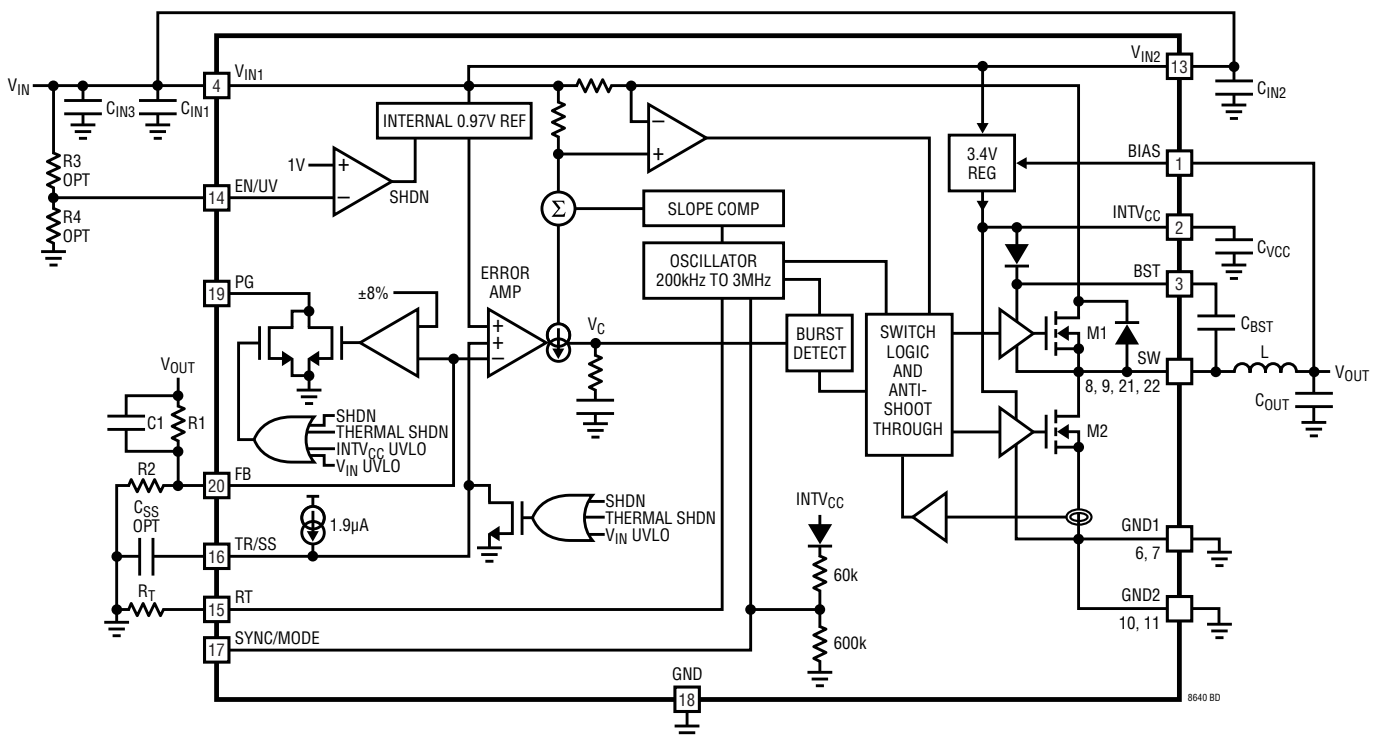 VIN2
13
VIN
4
VIN1
CIN3
CIN1
CIN2
INTERNAL 0.97V REF
−
+
3.4V
REG
BIAS
1
R3
OPT
1V
+
−
SHDN
14
EN/UV
R4
OPT
Σ
SLOPE COMP
INTVCC
2
CVCC
OSCILLATOR
200kHz TO 3MHz
BST
3
19
PG
±8%
ERROR
AMP
+
+
−
VC
BURST
DETECT
SWITCH
LOGIC
AND
ANTI-
SHOOT
THROUGH
M1
CBST
SW
8, 9, 21, 22
L
VOUT
COUT
VOUT
C1
R1
M2
SHDN
THERMAL SHDN
INTVCC UVLO
VIN UVLO
R2
20
FB
CSS
OPT
1.9µA
SHDN
THERMAL SHDN
VIN UVLO
INTVCC
16
TR/SS
60k
GND1
6, 7
RT
15
RT
600k
GND2
10, 11
17
SYNC/MODE
GND
18
8640 BD